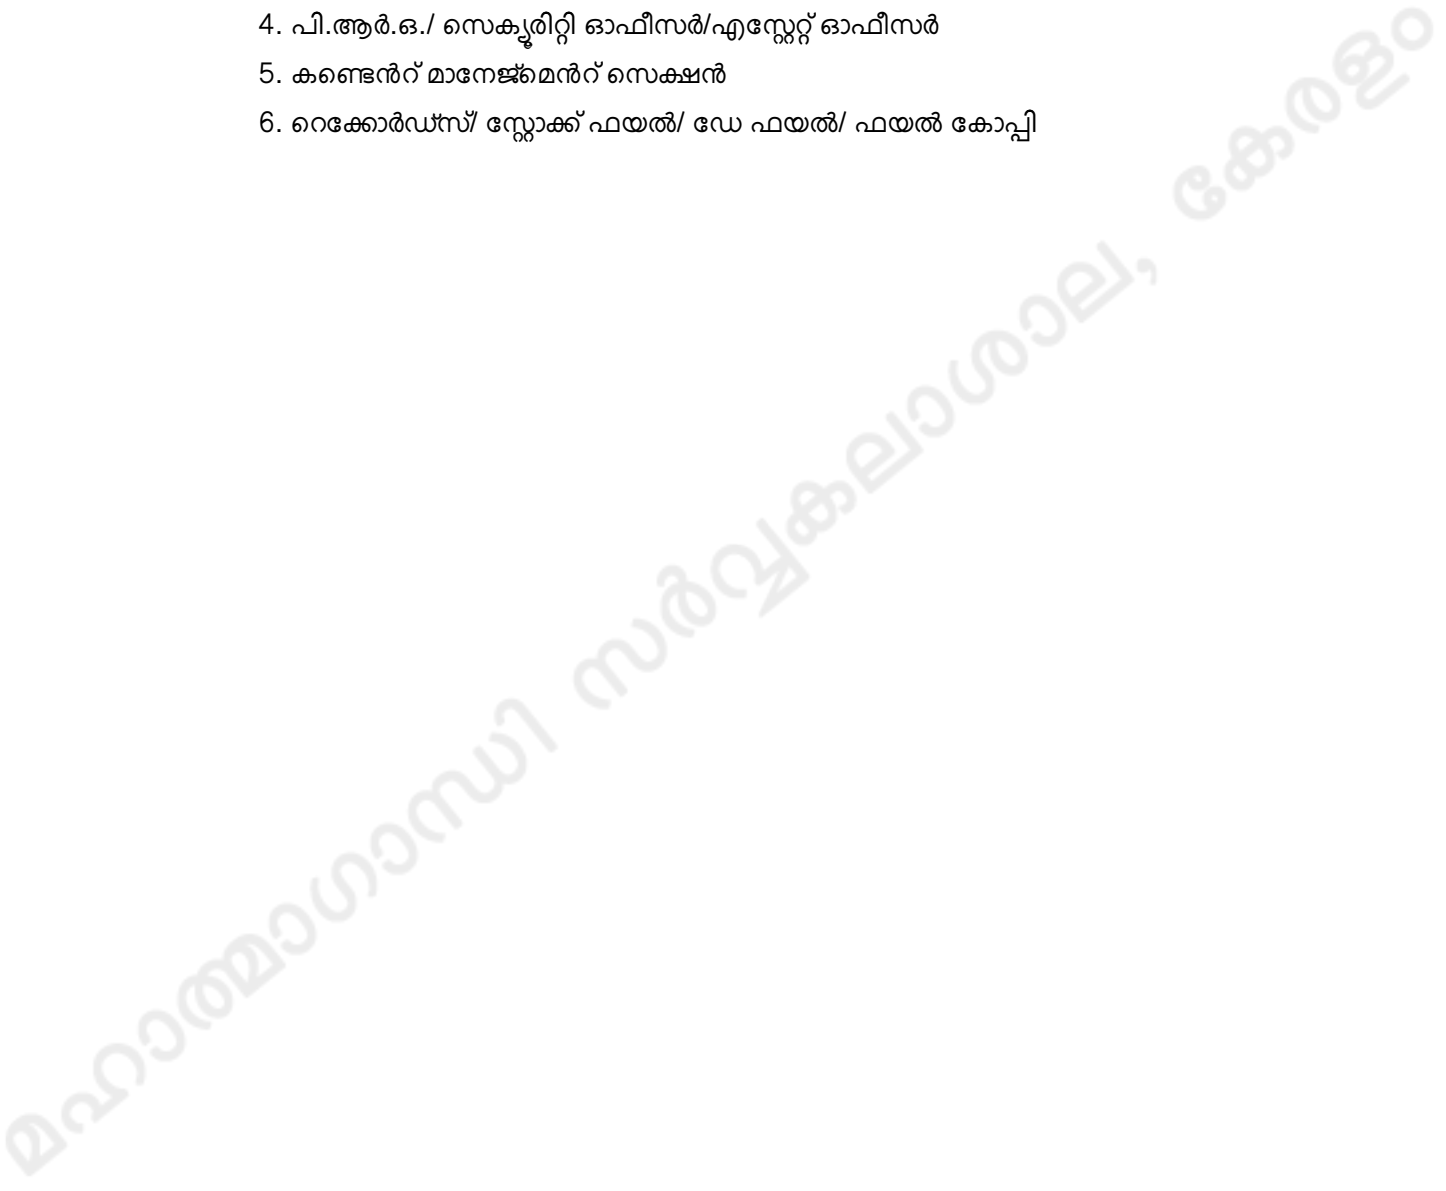 4. പി.ആർ.ഒ./ സെക്യൂരിറ്റി ഓഫീസർ/എസ്റ്റേറ്റ് ഓഫീസർ
5. കണ്ടെൻറ് മാനേജ്മെൻറ് സെക്ഷൻ
6. റെക്കോർഡ്സ്/ സ്റ്റോക്ക് ഫയൽ/ ഡേ ഫയൽ/ ഫയൽ കോപ്പി
മഹാത്മാഗാന്ധി സർവ്വകലാശാല, കേരളം